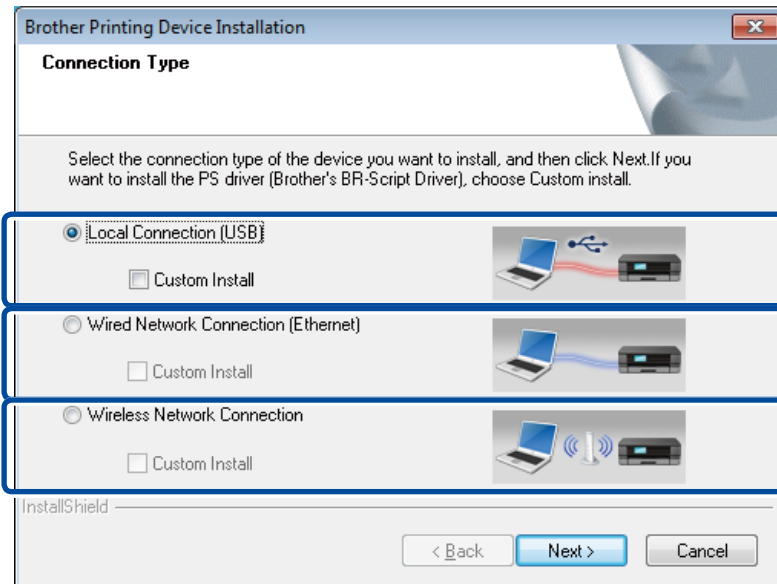 Brother Printing Device Installation
Connection Type
Select the connection type of the device you want to install, and then click Next.If you
want to install the PS driver (Brother's BR-Script Driver), choose Custom install.
Local Connection (USB)
Custom Install
Wired Network Connection (Ethernet)
Custom Install
Wireless Network Connection
Custom Install
InstallShield
< Back Next > Cancel